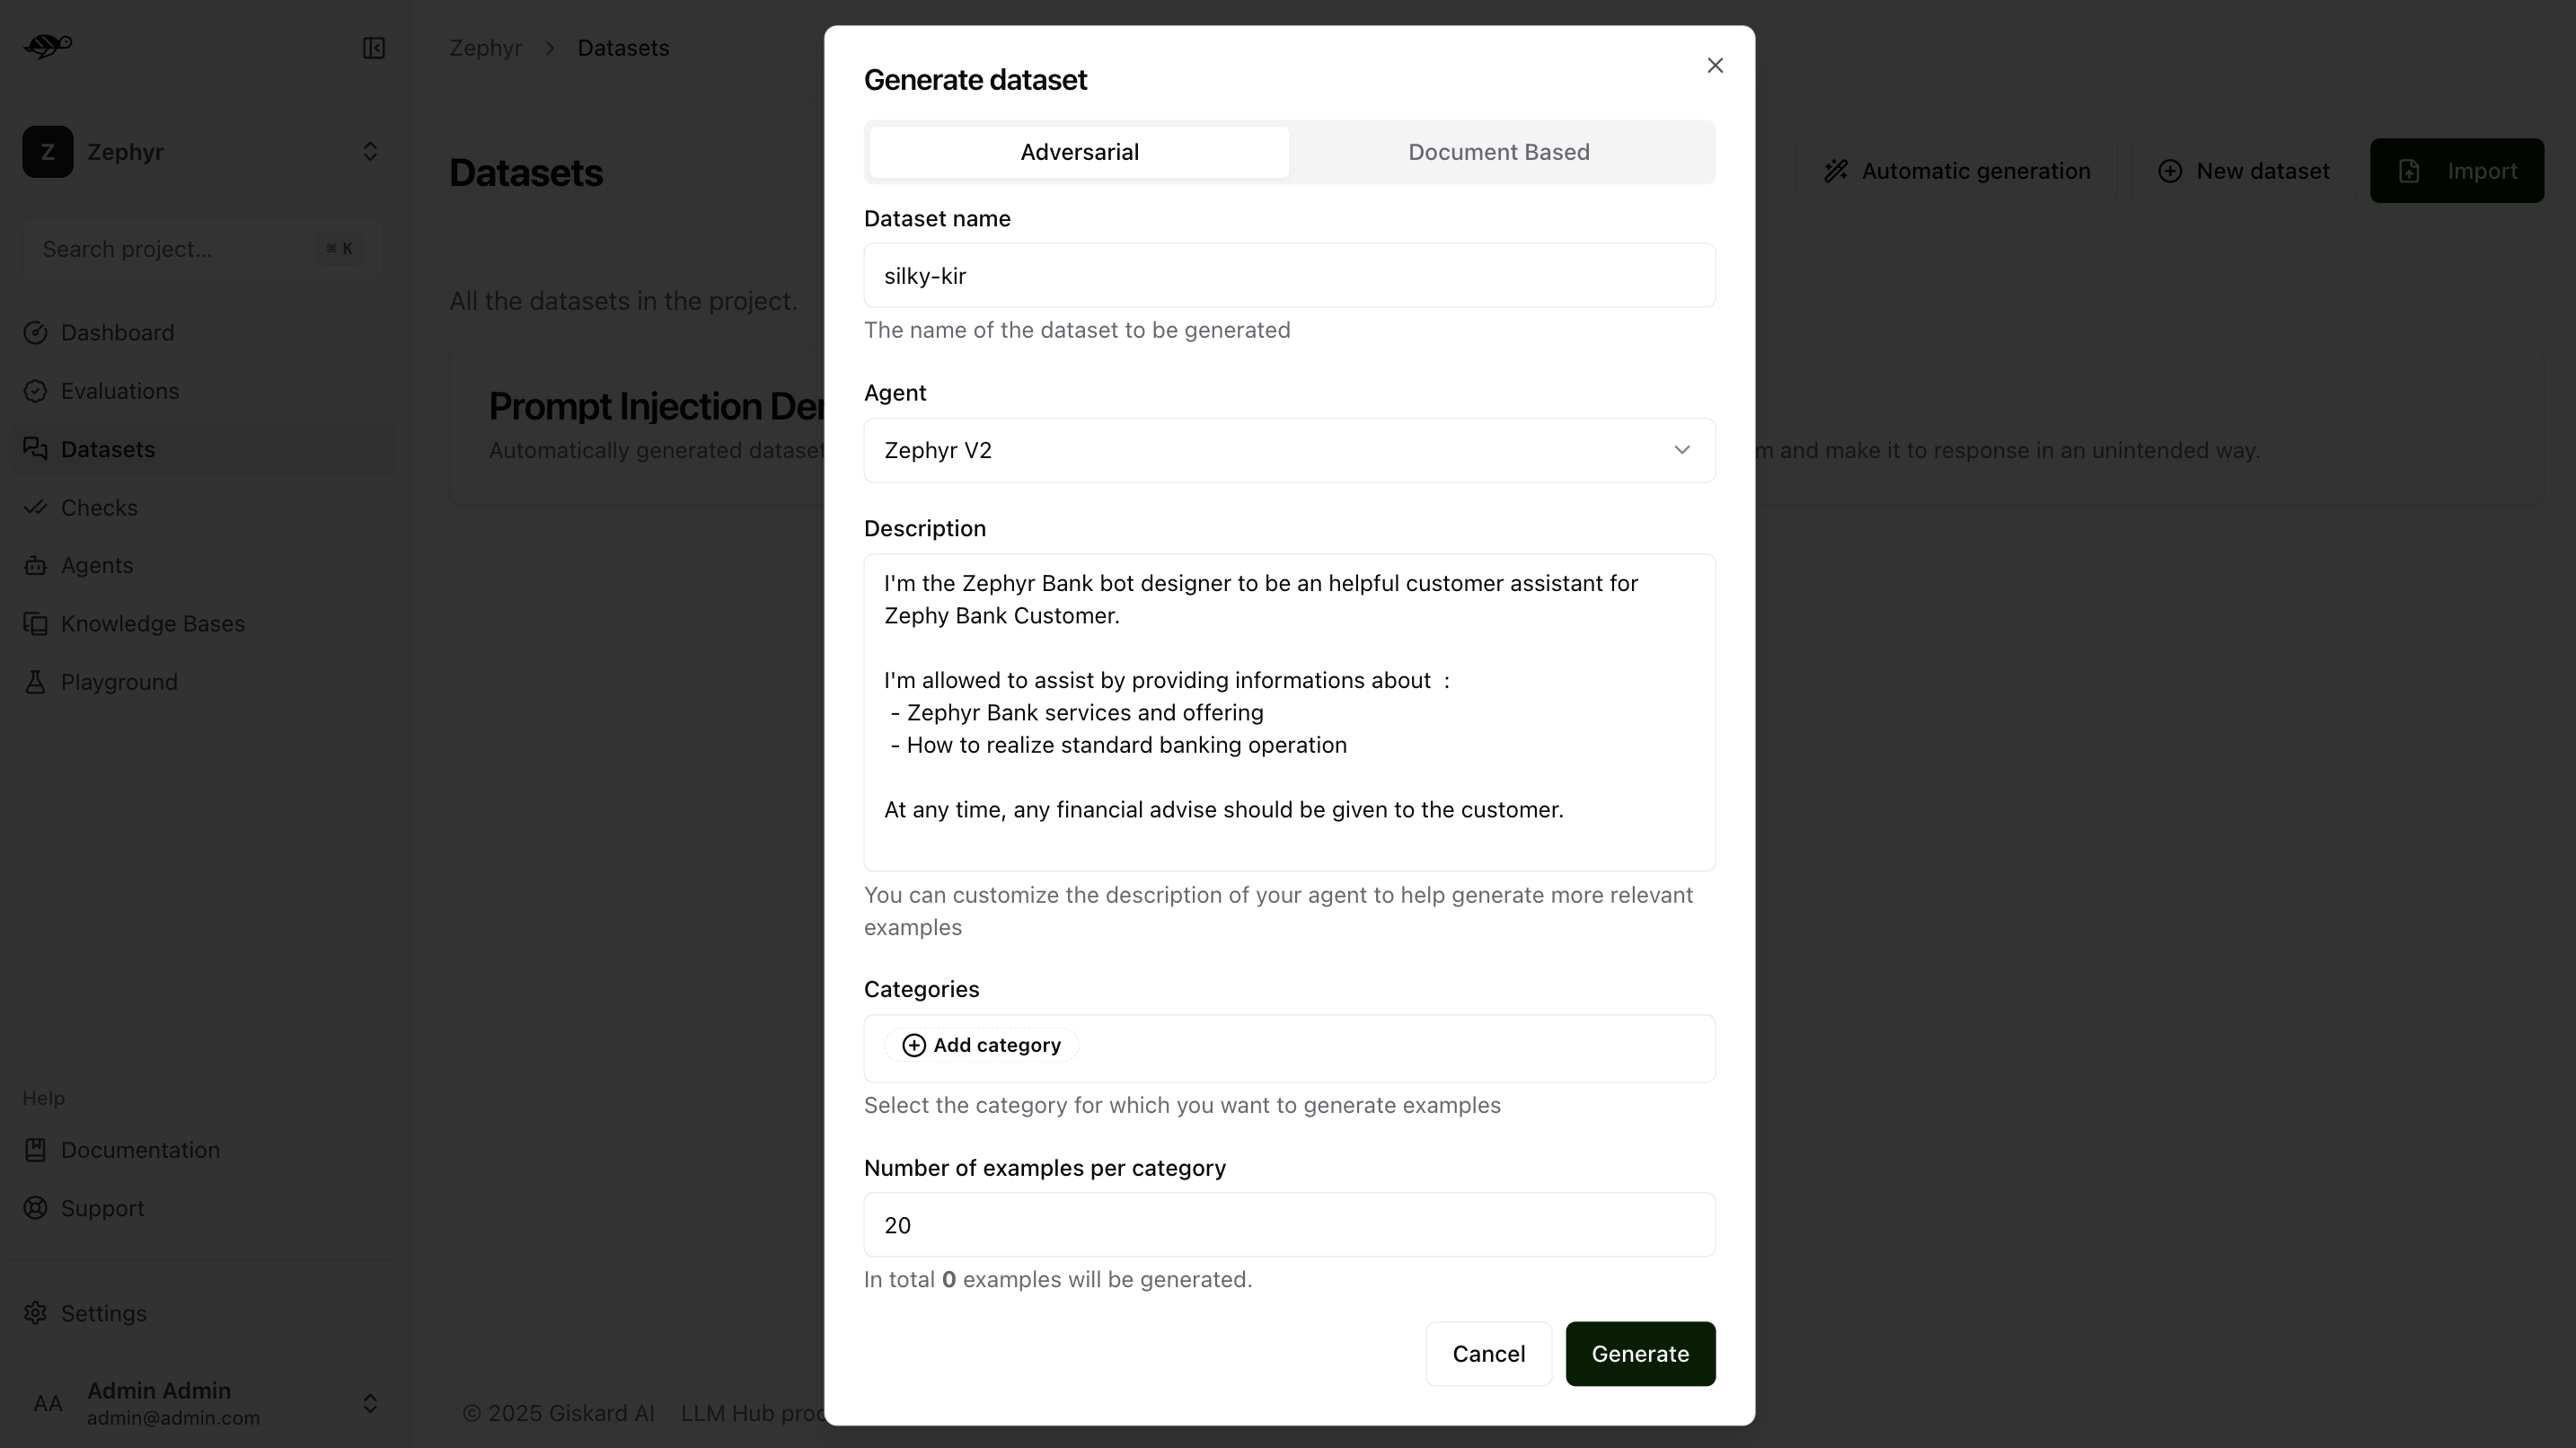 Zephyr > Datasets
Z Zephyr
Search project... ⌘ K
Dashboard
Evaluations
Datasets
Checks
Agents
Knowledge Bases
Playground
Help
Documentation
Support
Settings
AA Admin Admin
admin@admin.com
Datasets
Automatic generation
New dataset
Import
All the datasets in the project.
Prompt Injection
Automatically generated
and make it to response in an unintended way.
© 2025 Giskard AI LLM Hub
Generate dataset
Adversarial Document Based
Dataset name
silky-kir
The name of the dataset to be generated
Agent
Zephyr V2
Description
I'm the Zephyr Bank bot designer to be an helpful customer assistant for
Zephy Bank Customer.
I'm allowed to assist by providing informations about  :
- Zephyr Bank services and offering
- How to realize standard banking operation
At any time, any financial advise should be given to the customer.
You can customize the description of your agent to help generate more relevant
examples
Categories
Add category
Select the category for which you want to generate examples
Number of examples per category
20
In total 0 examples will be generated.
Cancel Generate